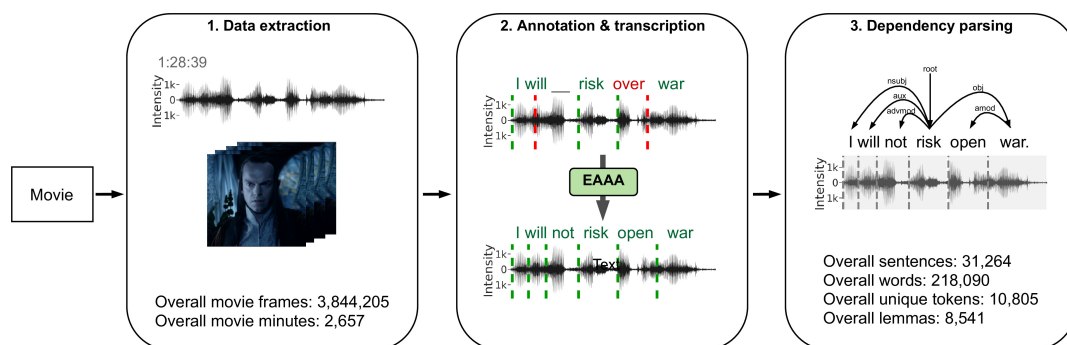 Movie
1. Data extraction
1:28:39
Intensity
1k
0
1k
Overall movie frames: 3,844,205
Overall movie minutes: 2,657
2. Annotation & transcription
I will __ risk over war
Intensity
1k
0
1k
EAAA
I will not risk open war
Intensity
1k
0
1k
Text
3. Dependency parsing
root
nsubj
obj
aux
amod
advmod
I will not risk open war.
Intensity
1k
0
1k
Overall sentences: 31,264
Overall words: 218,090
Overall unique tokens: 10,805
Overall lemmas: 8,541